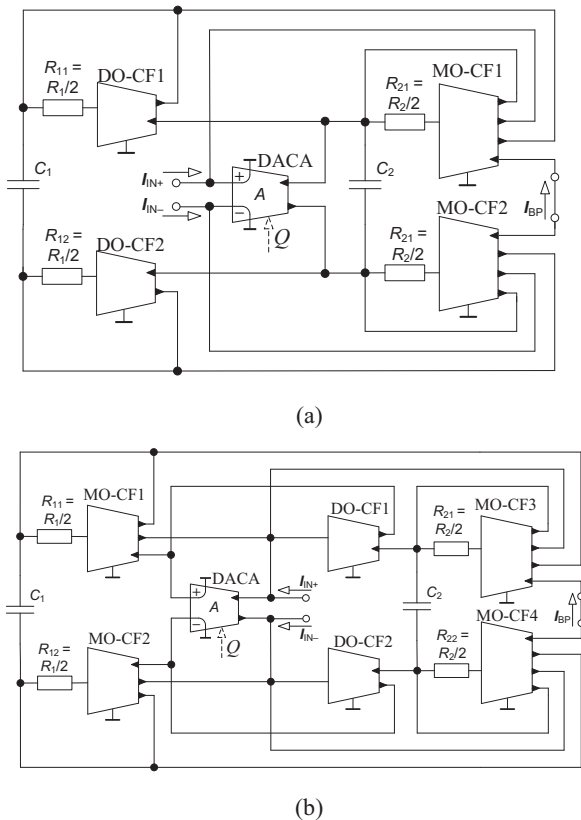 R11 =
R1/2
DO-CF1
R21 =
R2/2
MO-CF1
DACA
A
IIN+
IIN–
C1
C2
Q
IBP
R12 =
R1/2
DO-CF2
R21 =
R2/2
MO-CF2
(a)
R11 =
R1/2
MO-CF1
DO-CF1
R21 =
R2/2
MO-CF3
DACA
A
IIN+
IIN–
C1
C2
Q
IBP
R12 =
R1/2
MO-CF2
DO-CF2
R22 =
R2/2
MO-CF4
(b)